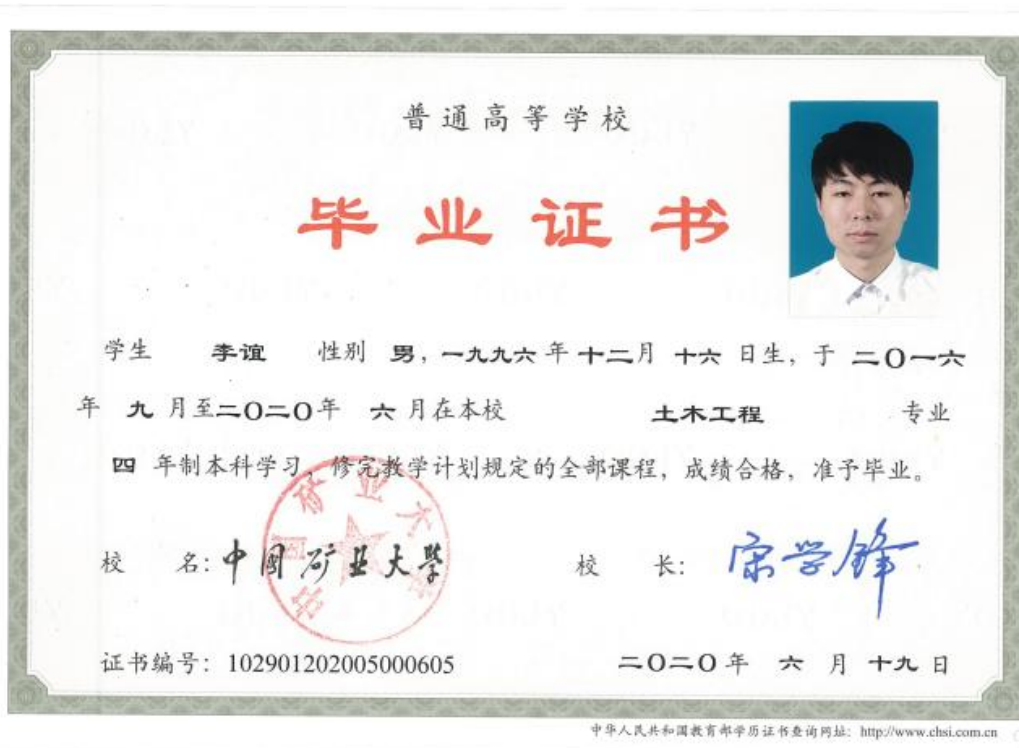 普通高等学校
毕业证书
学生 李谊 性别 男，一九九六年十二月 十六 日生，于 二〇一六
年 九 月至二〇二〇年 六 月在本校 土木工程 专业
四 年制本科学习，修完教学计划规定的全部课程，成绩合格，准予毕业。
校 名：中国矿业大学 校 长：宋学锋
中国矿业大学
证书编号：102901202005000605 二〇二〇年 六 月 十九 日
中华人民共和国教育部学历证书查询网址：http://www.chsi.com.cn